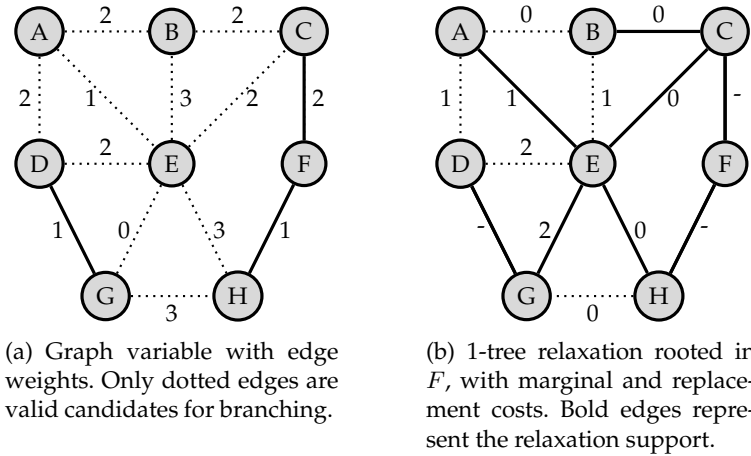 A 2 B 2 C
2 1 3 2 2
D 2 E F
1 0 3 1
G 3 H
(a) Graph variable with edge
weights. Only dotted edges are
valid candidates for branching.
A 0 B 0 C
1 1 1 0 -
D 2 E F
- 2 0 -
G 0 H
(b) 1-tree relaxation rooted in
F, with marginal and replace-
ment costs. Bold edges repre-
sent the relaxation support.